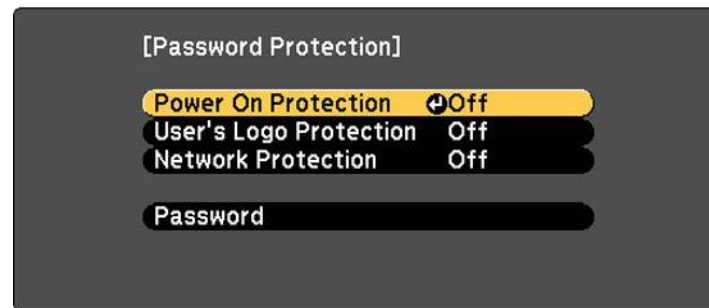 [Password Protection]
Power On Protection Off
User's Logo Protection Off
Network Protection Off
Password